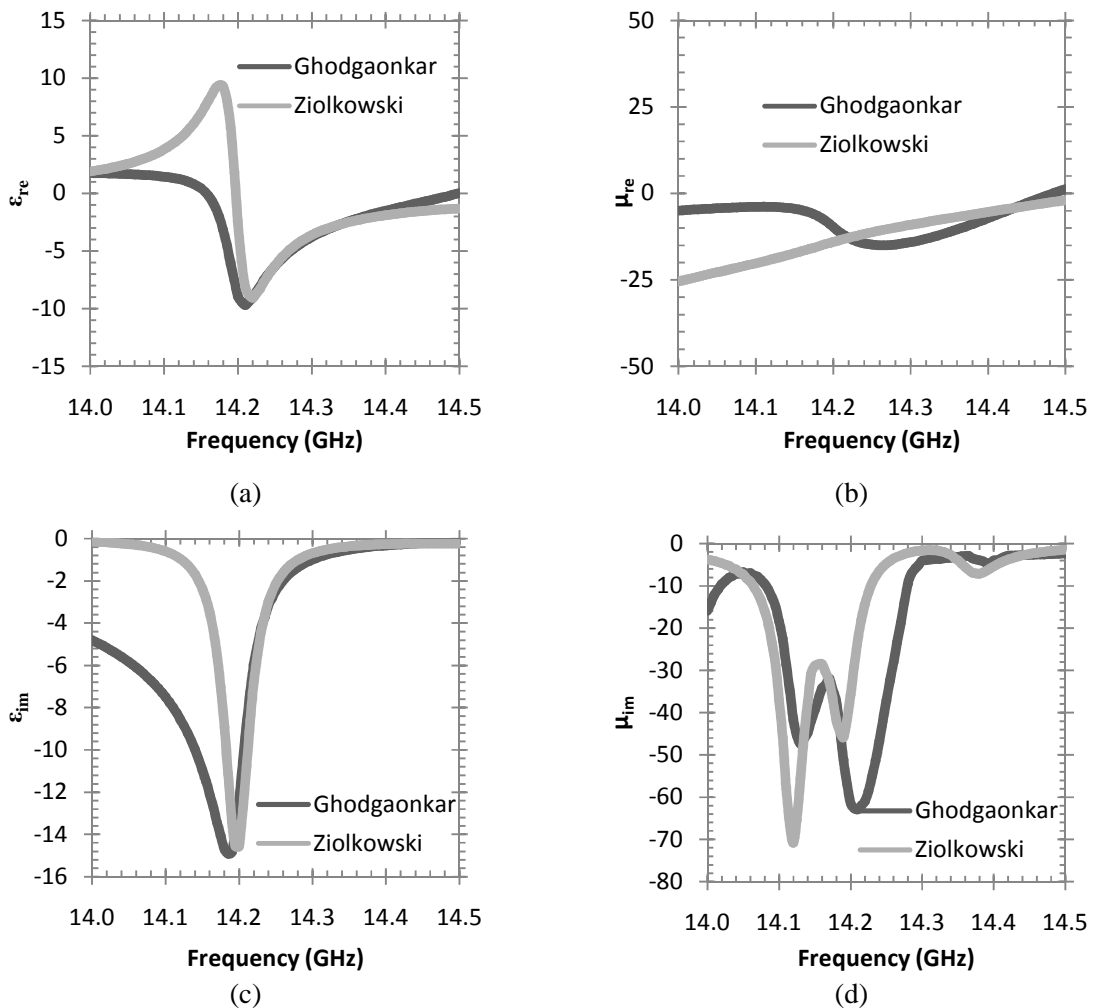 15
10
5
0
-5
-10
-15
14.0 14.1 14.2 14.3 14.4 14.5
Frequency (GHz)
εre
Ghodgaonkar
Ziolkowski
(a)
50
25
0
-25
-50
14.0 14.1 14.2 14.3 14.4 14.5
Frequency (GHz)
μre
Ghodgaonkar
Ziolkowski
(b)
0
-2
-4
-6
-8
-10
-12
-14
-16
14.0 14.1 14.2 14.3 14.4 14.5
Frequency (GHz)
εim
Ghodgaonkar
Ziolkowski
(c)
0
-10
-20
-30
-40
-50
-60
-70
-80
14.0 14.1 14.2 14.3 14.4 14.5
Frequency (GHz)
μim
Ghodgaonkar
Ziolkowski
(d)